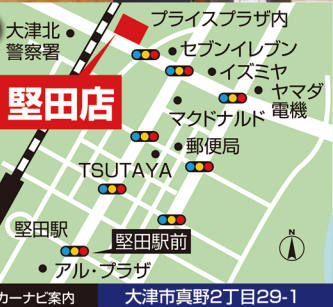 大津北
警察署
プライスプラザ内
セブンイレブン
イズミヤ
ヤマダ
電機
堅田店
マクドナルド
郵便局
TSUTAYA
堅田駅
堅田駅前
アル・プラザ
N
カーナビ案内
大津市真野2丁目29-1